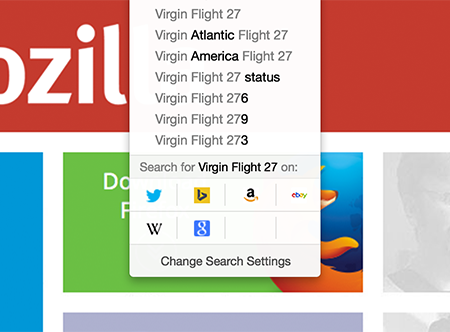 ozil
Virgin Flight 27
Virgin Atlantic Flight 27
Virgin America Flight 27
Virgin Flight 27 status
Virgin Flight 276
Virgin Flight 279
Virgin Flight 273
Search for Virgin Flight 27 on:
Do
F
a
ebay
W
g
Change Search Settings